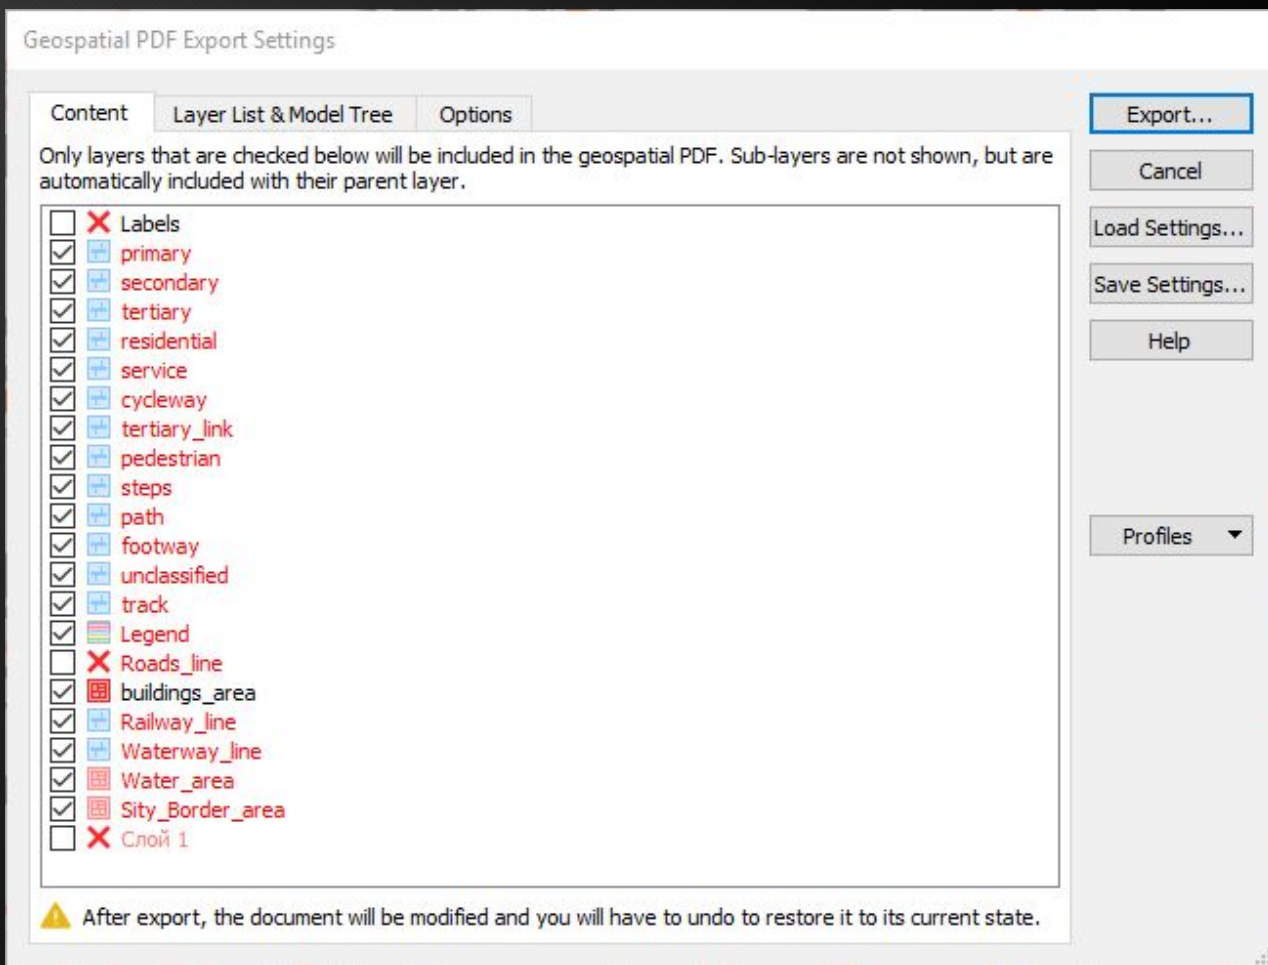 Geospatial PDF Export Settings
Content Layer List & Model Tree Options
Only layers that are checked below will be included in the geospatial PDF. Sub-layers are not shown, but are
automatically included with their parent layer.
Labels
primary
secondary
tertiary
residential
service
cycleway
tertiary_link
pedestrian
steps
path
footway
unclassified
track
Legend
Roads_line
buildings_area
Railway_line
Waterway_line
Water_area
Sity_Border_area
Слой 1
After export, the document will be modified and you will have to undo to restore it to its current state.
Export...
Cancel
Load Settings...
Save Settings...
Help
Profiles